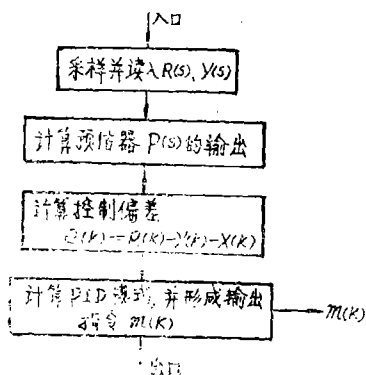 入口
采样并读入R(S)、Y(S)
计算预估器P(S)的输出
计算控制偏差
e(K)=R(K)-Y(K)-X(K)
计算PID模式,并形成输出
指令m(K)
m(K)
出口